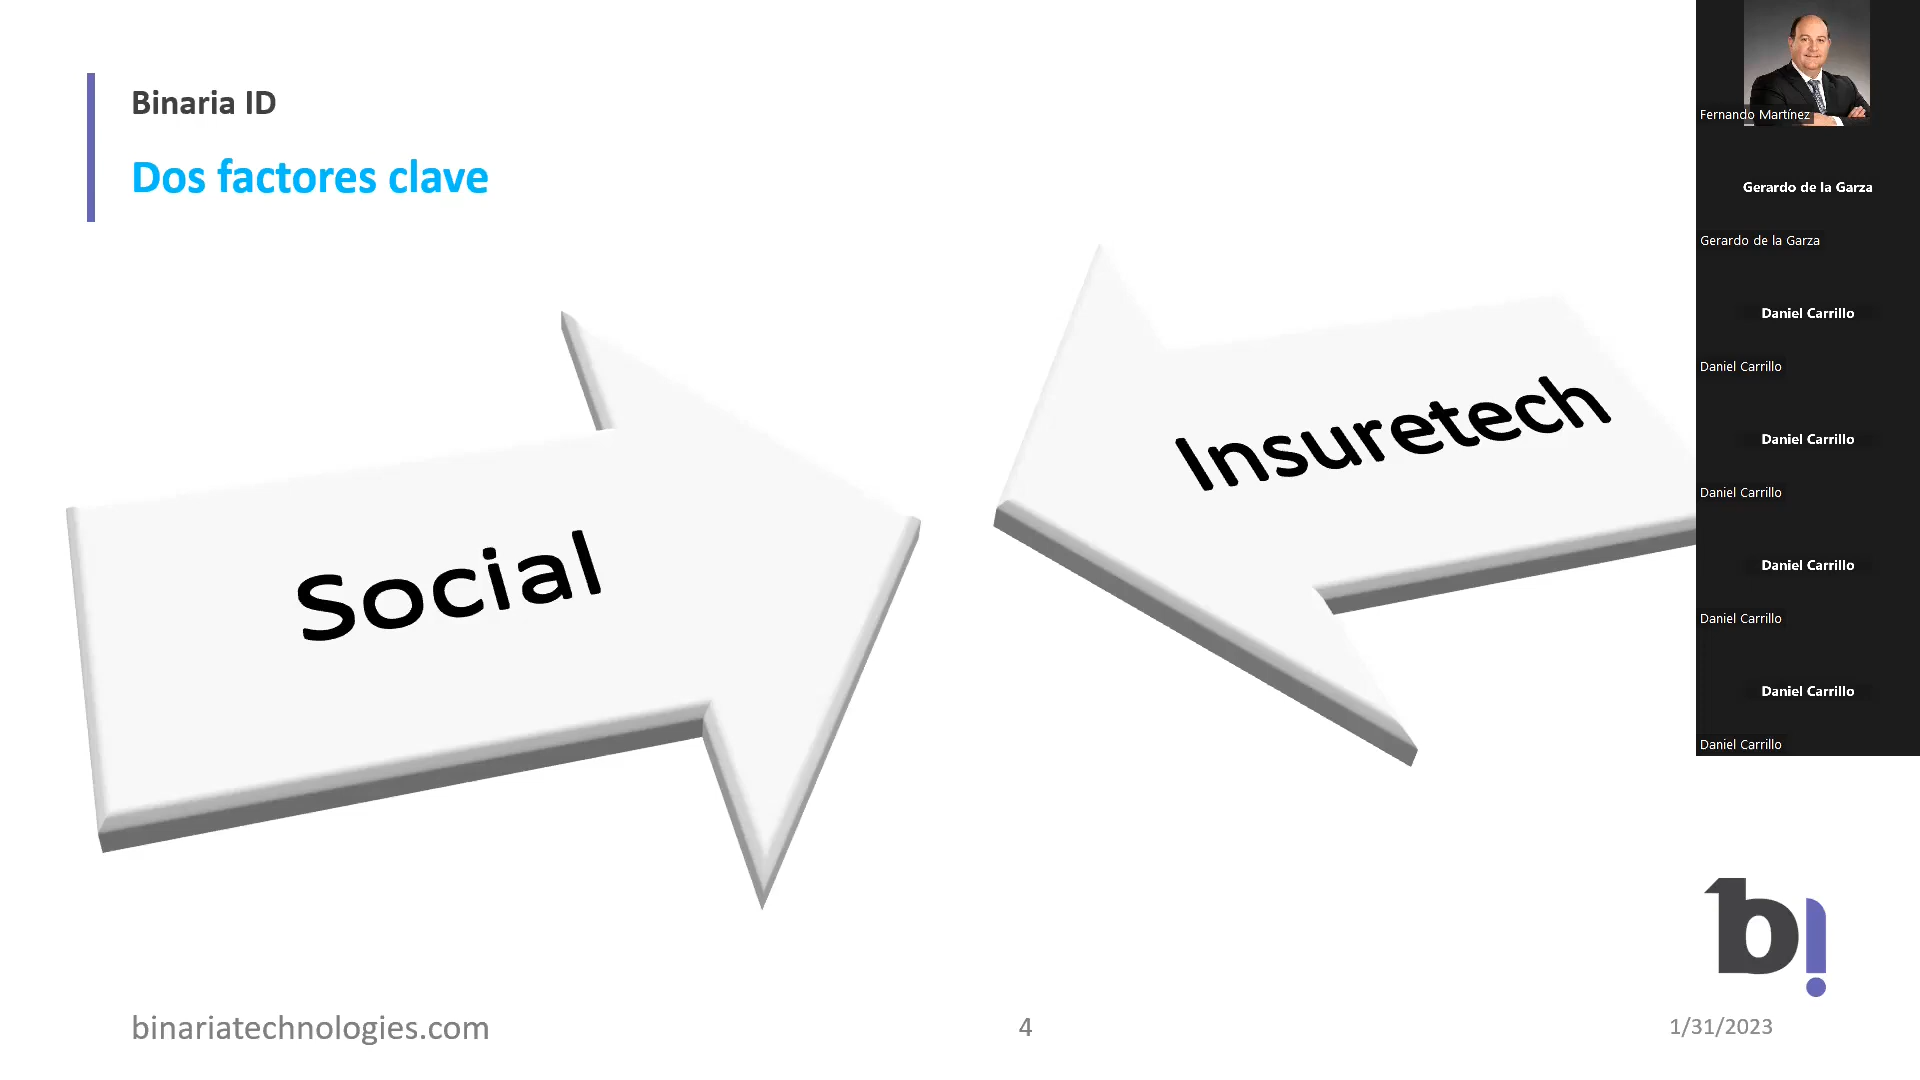 Binaria ID
Dos factores clave
Social
Insuretech
Fernando Martínez
Gerardo de la Garza
Gerardo de la Garza
Daniel Carrillo
Daniel Carrillo
Daniel Carrillo
Daniel Carrillo
Daniel Carrillo
Daniel Carrillo
Daniel Carrillo
Daniel Carrillo
b!
binariatechnologies.com
4
1/31/2023